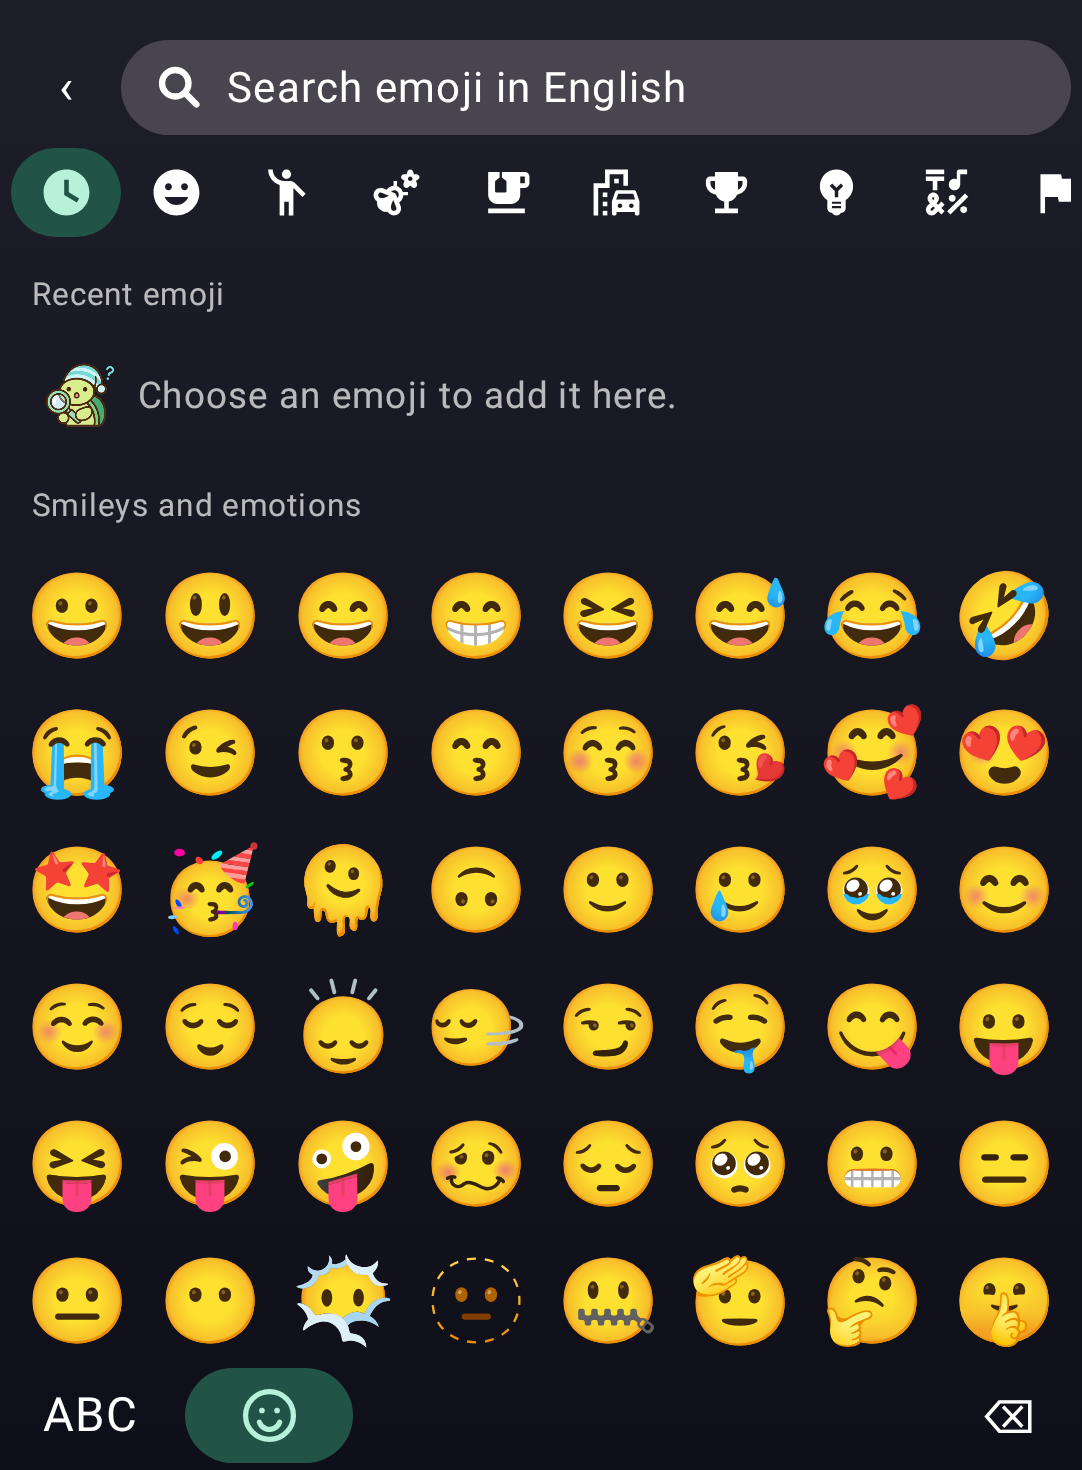 Search emoji in English
Recent emoji
Choose an emoji to add it here.
Smileys and emotions
ABC